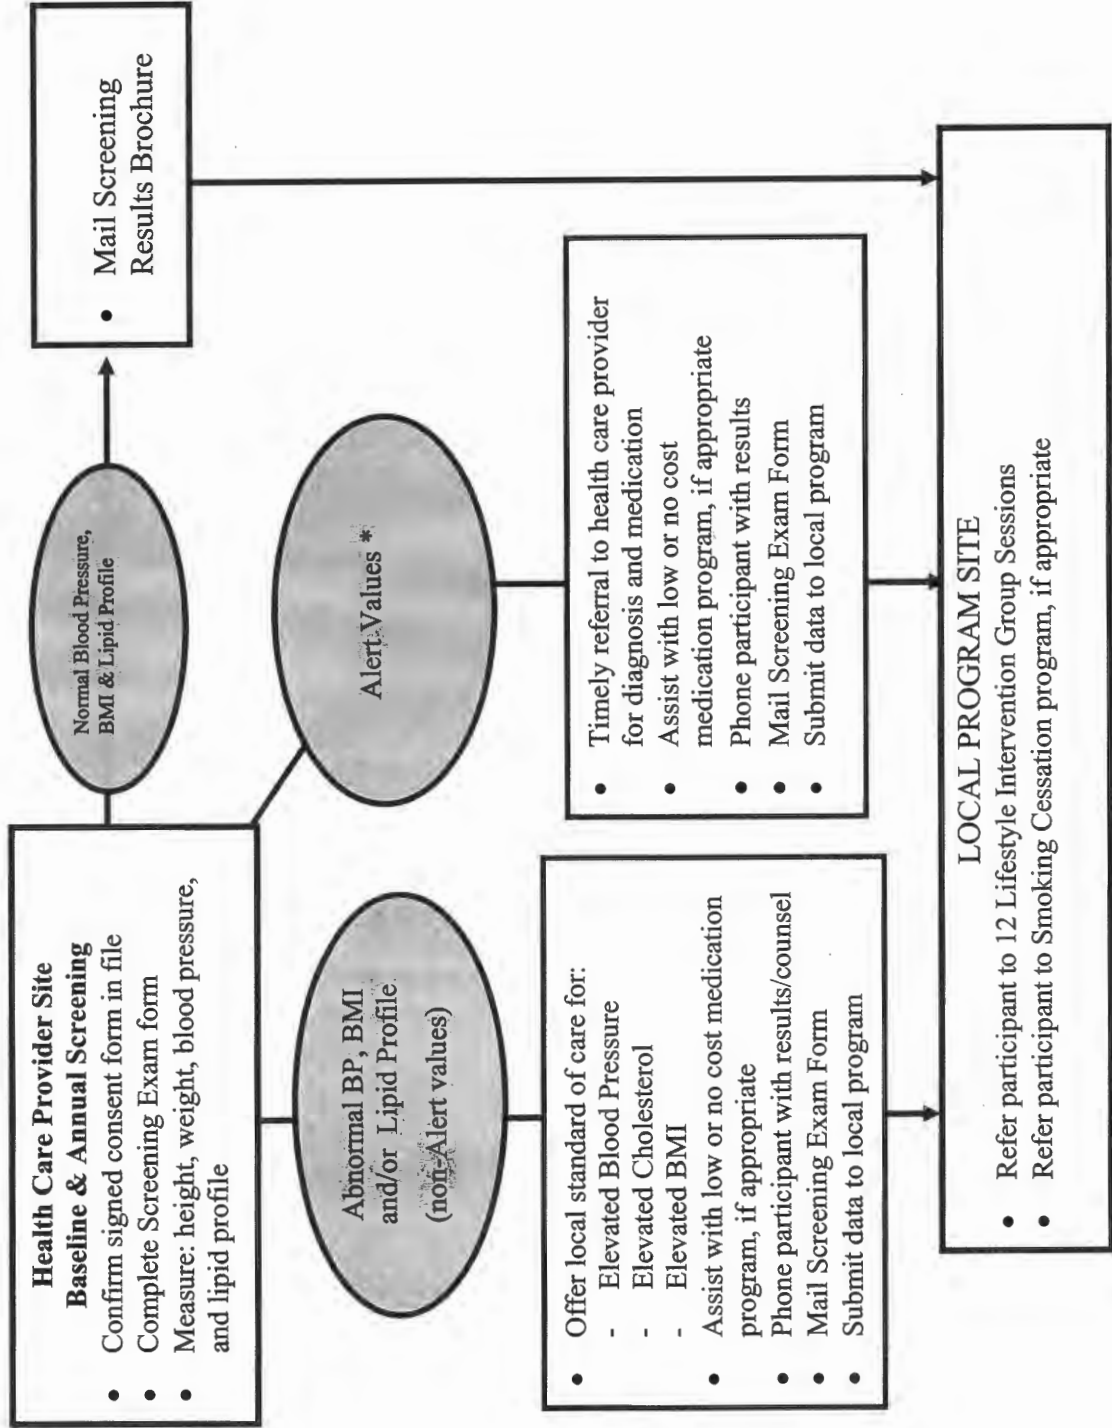 Health Care Provider Site
Baseline & Annual Screening
• Confirm signed consent form in file
• Complete Screening Exam form
• Measure: height, weight, blood pressure,
and lipid profile
Normal Blood Pressure,
BMI & Lipid Profile
• Mail Screening
Results Brochure
Abnormal BP, BMI
and/or Lipid Profile
(non-Alert values)
Alert Values *
• Offer local standard of care for:
- Elevated Blood Pressure
- Elevated Cholesterol
- Elevated BMI
• Assist with low or no cost medication
program, if appropriate
• Phone participant with results/counsel
• Mail Screening Exam Form
• Submit data to local program
• Timely referral to health care provider
for diagnosis and medication
• Assist with low or no cost
medication program, if appropriate
• Phone participant with results
• Mail Screening Exam Form
• Submit data to local program
LOCAL PROGRAM SITE
• Refer participant to 12 Lifestyle Intervention Group Sessions
• Refer participant to Smoking Cessation program, if appropriate